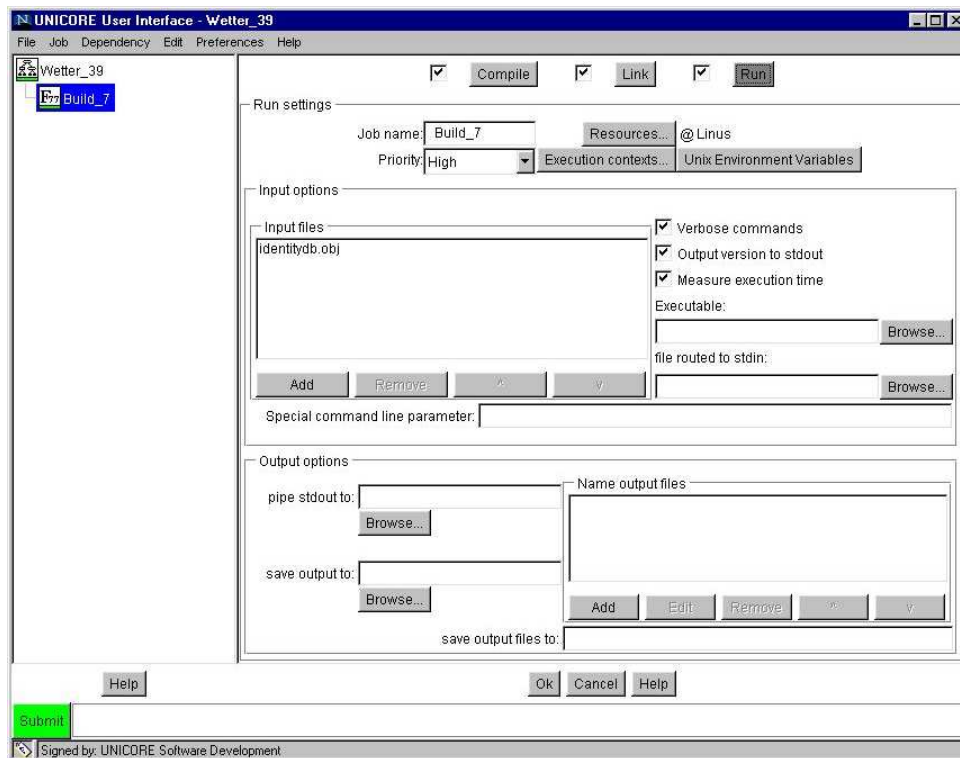 UNICORE User Interface - Wetter_39
File Job Dependency Edit Preferences Help
Wetter_39
F77 Build_7
Compile Link Run
Run settings
Job name: Build_7 Resources... @ Linus
Priority: High Execution contexts... Unix Environment Variables
Input options
Input files
identitydb.obj
Verbose commands
Output version to stdout
Measure execution time
Executable:
Browse...
file routed to stdin:
Browse...
Add Remove ^ v
Special command line parameter:
Output options
pipe stdout to:
Browse...
save output to:
Browse...
Name output files
Add Edit Remove ^ v
save output files to:
Help Ok Cancel Help
Submit
Signed by: UNICORE Software Development